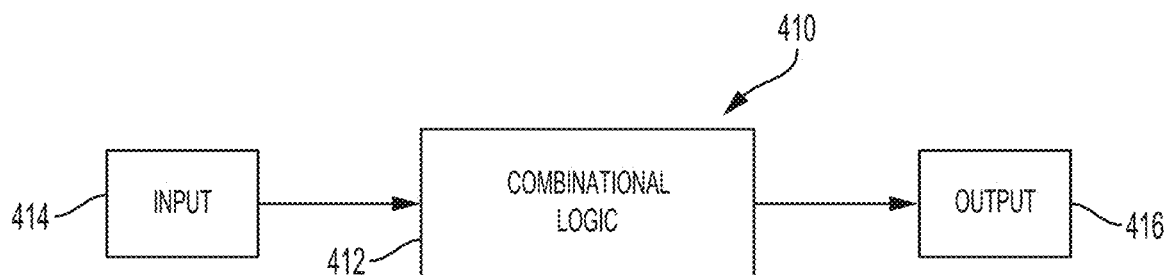 410
414
INPUT
COMBINATIONAL
LOGIC
412
OUTPUT
416